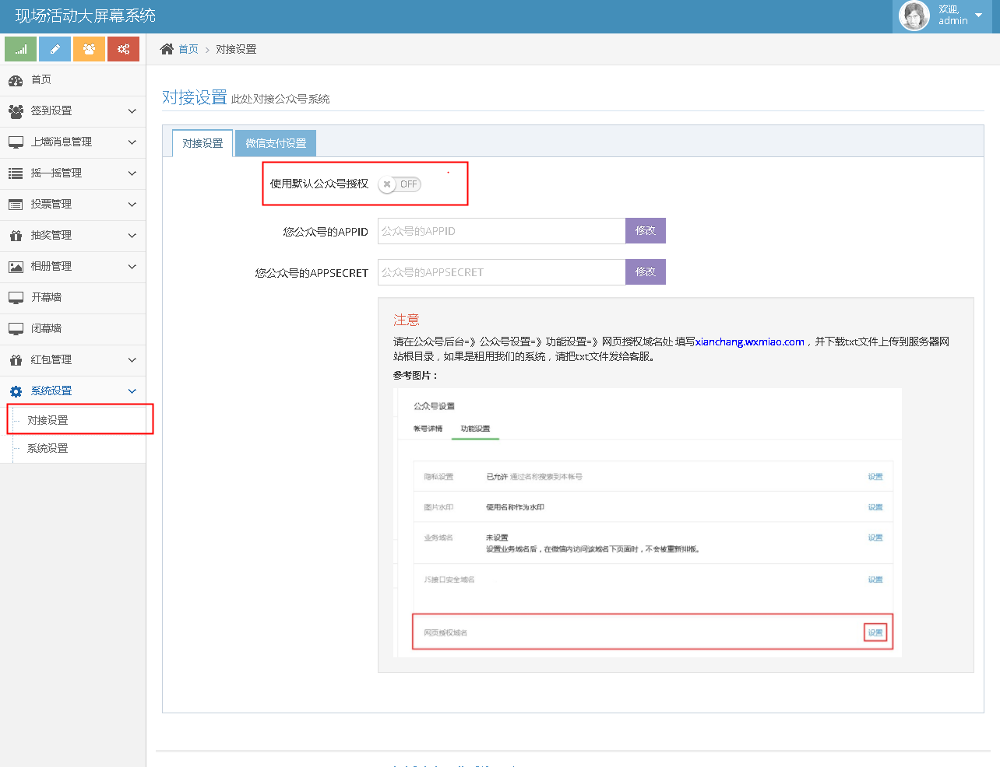 现场活动大屏幕系统
欢迎,
admin
首页
对接设置
首页
签到设置
上墙消息管理
摇一摇管理
投票管理
抽奖管理
相册管理
开幕墙
闭幕墙
红包管理
系统设置
对接设置
系统设置
对接设置 此处对接公众号系统
对接设置 微信支付设置
使用默认公众号授权 OFF
您公众号的APPID 公众号的APPID 修改
您公众号的APPSECRET 公众号的APPSECRET 修改
注意
请在公众号后台=》公众号设置=》功能设置=》网页授权域名处 填写xianchang.wxmiao.com，并下载txt文件上传到服务器网
站根目录，如果是租用我们的系统，请把txt文件发给客服。
参考图片：
公众号设置
帐号详情 功能设置
隐私设置 已允许 通过名称搜索到本帐号 设置
图片水印 使用名称作为水印 设置
业务域名 未设置 设置
设置业务域名后，在微信内访问该域名下页面时，不会被重新排版。
JS接口安全域名 设置
网页授权域名 设置